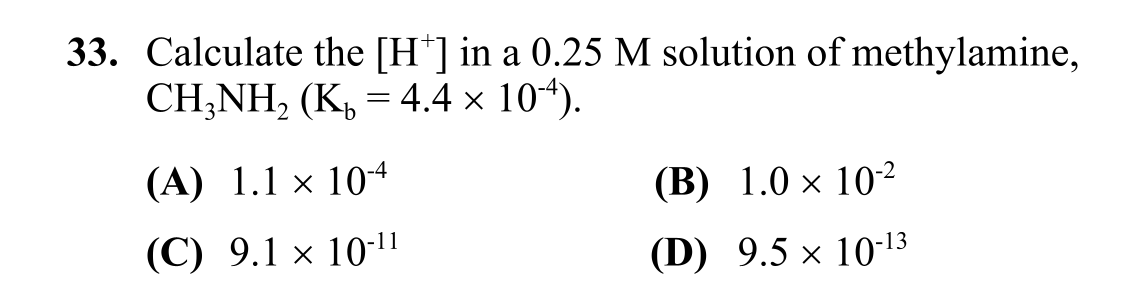 33. Calculate the [H⁺] in a 0.25 M solution of methylamine,
CH₃NH₂ (K_b = 4.4 × 10⁻⁴).
(A) 1.1 × 10⁻⁴ (B) 1.0 × 10⁻²
(C) 9.1 × 10⁻¹¹ (D) 9.5 × 10⁻¹³